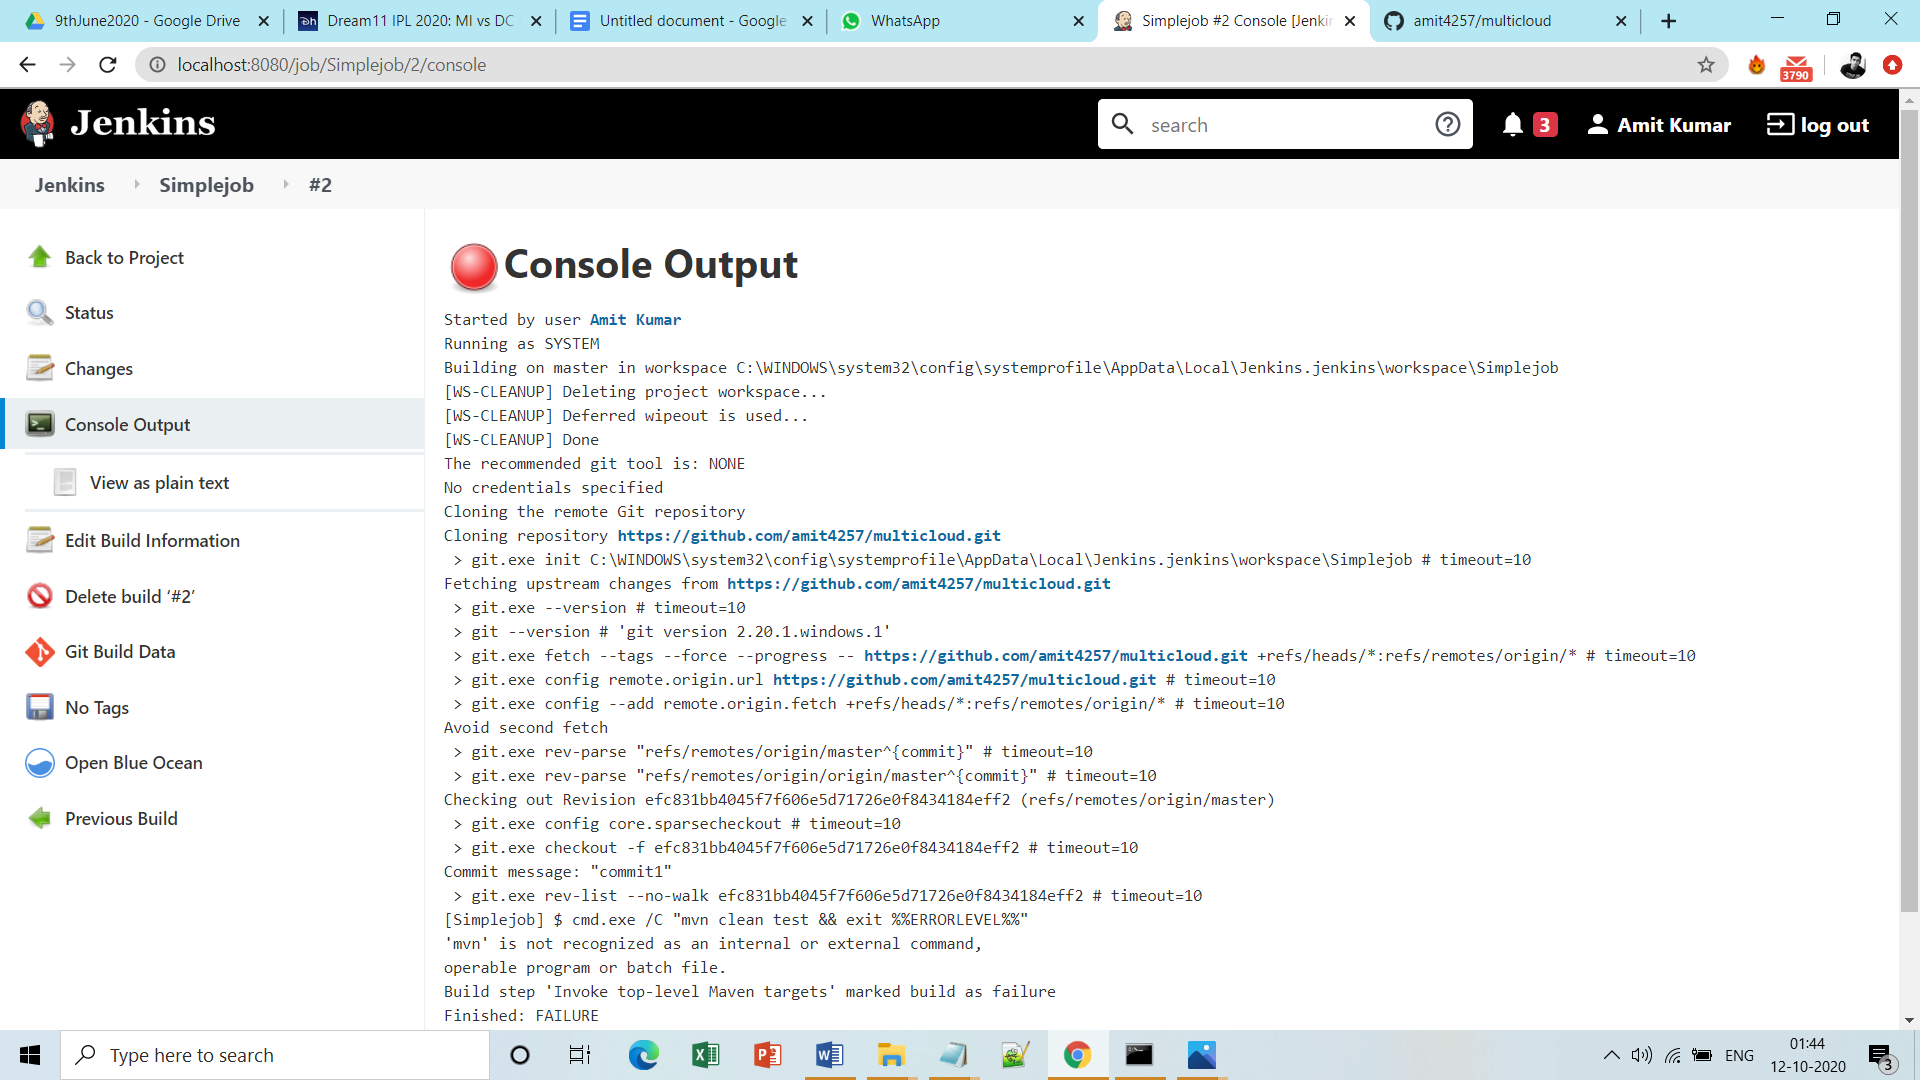 9thJune2020 - Google Drive
Dream11 IPL 2020: MI vs DC
Untitled document - Google
WhatsApp
Simplejob #2 Console [Jenkin
amit4257/multicloud
localhost:8080/job/Simplejob/2/console
3790
Jenkins
search
3
Amit Kumar
log out
Jenkins
Simplejob
#2
Back to Project
Status
Changes
Console Output
View as plain text
Edit Build Information
Delete build ‘#2’
Git Build Data
No Tags
Open Blue Ocean
Previous Build
Console Output
Started by user Amit Kumar
Running as SYSTEM
Building on master in workspace C:\WINDOWS\system32\config\systemprofile\AppData\Local\Jenkins.jenkins\workspace\Simplejob
[WS-CLEANUP] Deleting project workspace...
[WS-CLEANUP] Deferred wipeout is used...
[WS-CLEANUP] Done
The recommended git tool is: NONE
No credentials specified
Cloning the remote Git repository
Cloning repository https://github.com/amit4257/multicloud.git
> git.exe init C:\WINDOWS\system32\config\systemprofile\AppData\Local\Jenkins.jenkins\workspace\Simplejob # timeout=10
Fetching upstream changes from https://github.com/amit4257/multicloud.git
> git.exe --version # timeout=10
> git --version # 'git version 2.20.1.windows.1'
> git.exe fetch --tags --force --progress -- https://github.com/amit4257/multicloud.git +refs/heads/*:refs/remotes/origin/* # timeout=10
> git.exe config remote.origin.url https://github.com/amit4257/multicloud.git # timeout=10
> git.exe config --add remote.origin.fetch +refs/heads/*:refs/remotes/origin/* # timeout=10
Avoid second fetch
> git.exe rev-parse "refs/remotes/origin/master^{commit}" # timeout=10
> git.exe rev-parse "refs/remotes/origin/origin/master^{commit}" # timeout=10
Checking out Revision efc831bb4045f7f606e5d71726e0f8434184eff2 (refs/remotes/origin/master)
> git.exe config core.sparsecheckout # timeout=10
> git.exe checkout -f efc831bb4045f7f606e5d71726e0f8434184eff2 # timeout=10
Commit message: "commit1"
> git.exe rev-list --no-walk efc831bb4045f7f606e5d71726e0f8434184eff2 # timeout=10
[Simplejob] $ cmd.exe /C "mvn clean test && exit %%ERRORLEVEL%%"
'mvn' is not recognized as an internal or external command,
operable program or batch file.
Build step 'Invoke top-level Maven targets' marked build as failure
Finished: FAILURE
Type here to search
ENG
01:44
12-10-2020
3